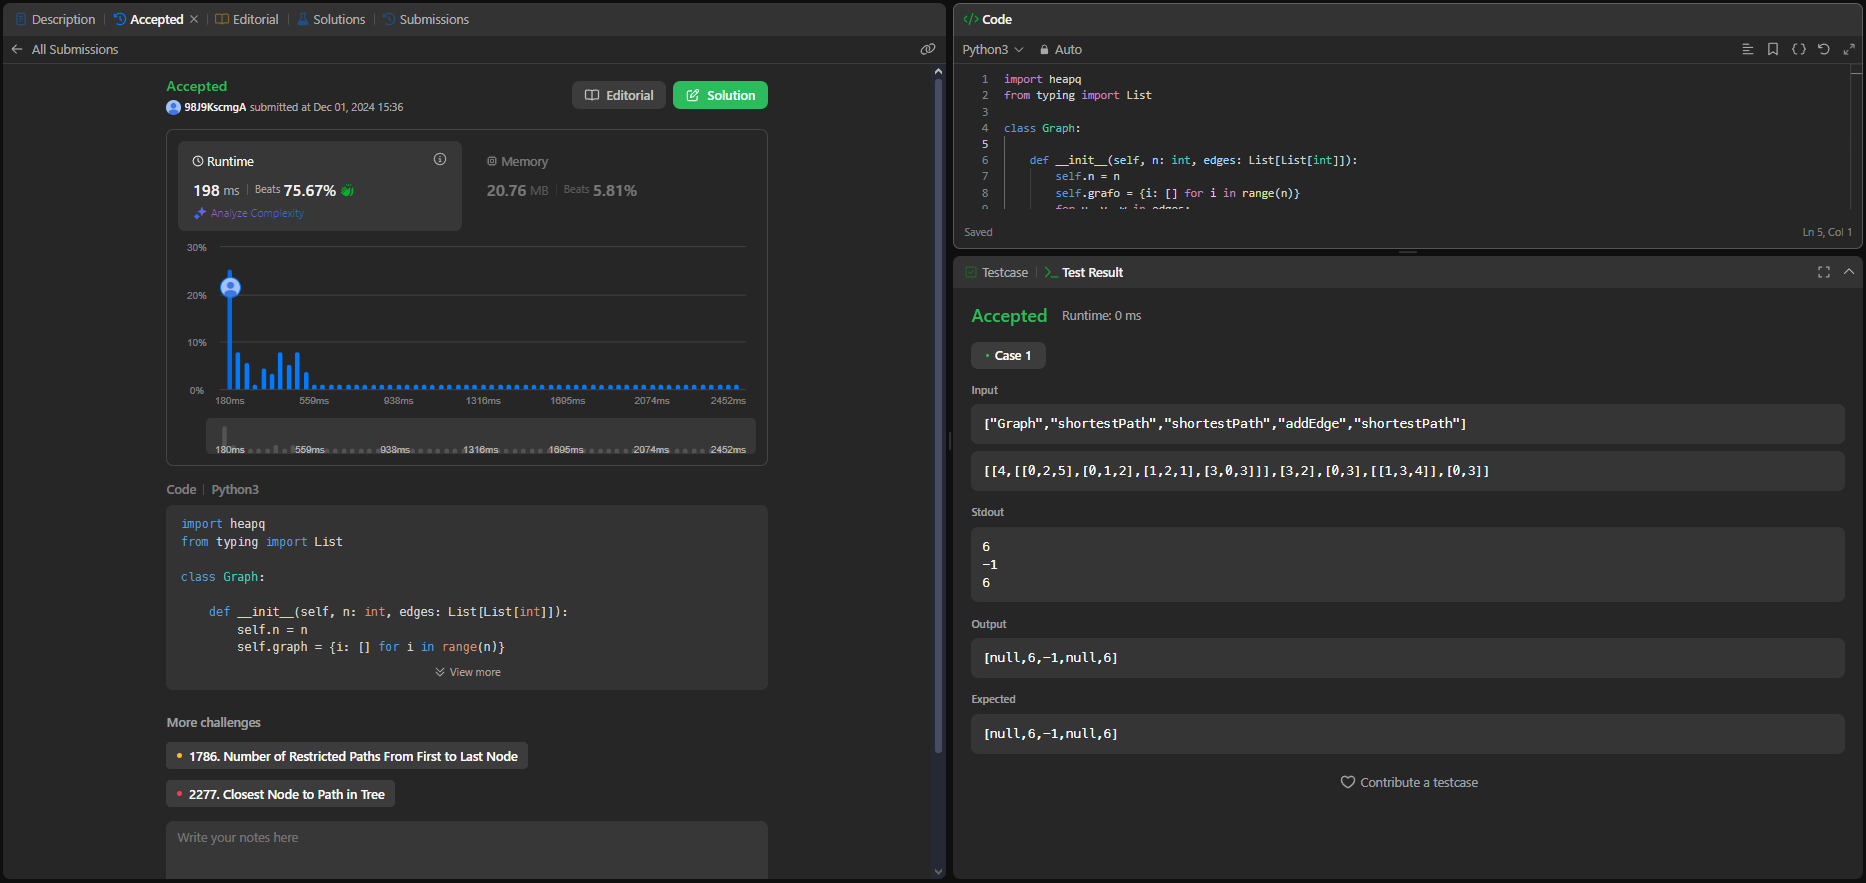 Description
Accepted
Editorial
Solutions
Submissions
All Submissions
Accepted
98J9KscmgA submitted at Dec 01, 2024 15:36
Editorial
Solution
Runtime
198 ms
Beats 75.67%
Analyze Complexity
Memory
20.76 MB
Beats 5.81%
30%
20%
10%
0%
180ms 559ms 938ms 1316ms 1695ms 2074ms 2452ms
180ms 559ms 938ms 1316ms 1695ms 2074ms 2452ms
Code
Python3
import heapq
from typing import List
class Graph:
def __init__(self, n: int, edges: List[List[int]]):
self.n = n
self.graph = {i: [] for i in range(n)}
View more
More challenges
1786. Number of Restricted Paths From First to Last Node
2277. Closest Node to Path in Tree
Write your notes here
Code
Python3
Auto
1 import heapq
2 from typing import List
3
4 class Graph:
5
6 def __init__(self, n: int, edges: List[List[int]]):
7 self.n = n
8 self.grafo = {i: [] for i in range(n)}
9 for u, v, w in edges:
Saved
Ln 5, Col 1
Testcase
Test Result
Accepted
Runtime: 0 ms
Case 1
Input
["Graph","shortestPath","shortestPath","addEdge","shortestPath"]
[[4,[[0,2,5],[0,1,2],[1,2,1],[3,0,3]]],[3,2],[0,3],[[1,3,4]],[0,3]]
Stdout
6
-1
6
Output
[null,6,-1,null,6]
Expected
[null,6,-1,null,6]
Contribute a testcase